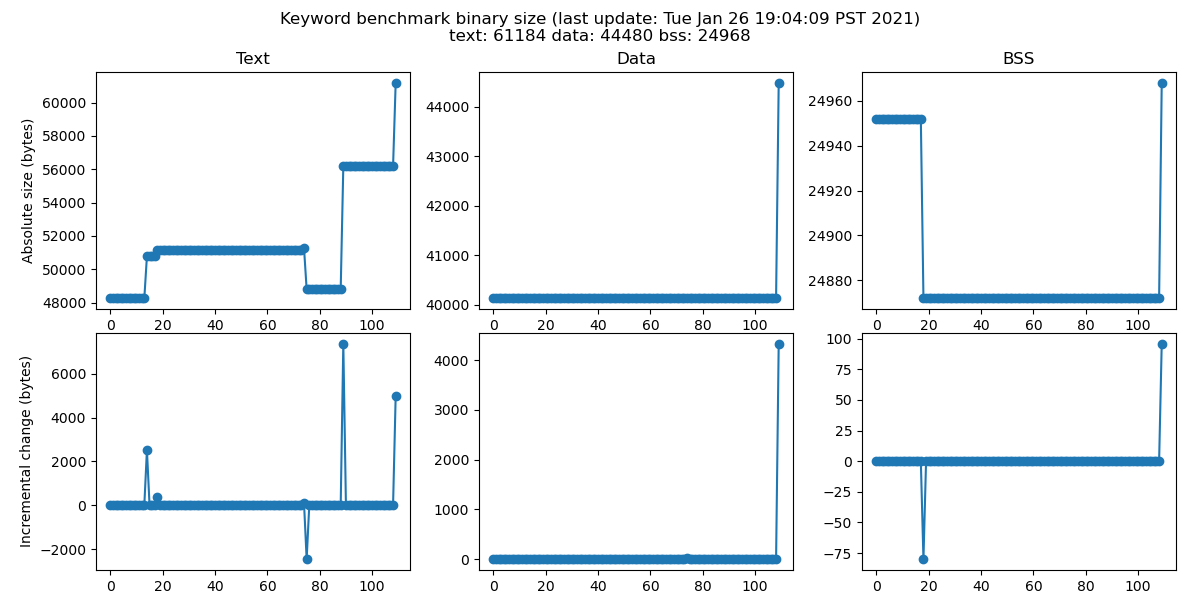 Keyword benchmark binary size (last update: Tue Jan 26 19:04:09 PST 2021)
text: 61184 data: 44480 bss: 24968
Text
Absolute size (bytes)
60000
58000
56000
54000
52000
50000
48000
0 20 40 60 80 100
Data
44000
43000
42000
41000
40000
0 20 40 60 80 100
BSS
24960
24940
24920
24900
24880
0 20 40 60 80 100
Incremental change (bytes)
6000
4000
2000
0
−2000
0 20 40 60 80 100
4000
3000
2000
1000
0
0 20 40 60 80 100
100
75
50
25
0
−25
−50
−75
0 20 40 60 80 100